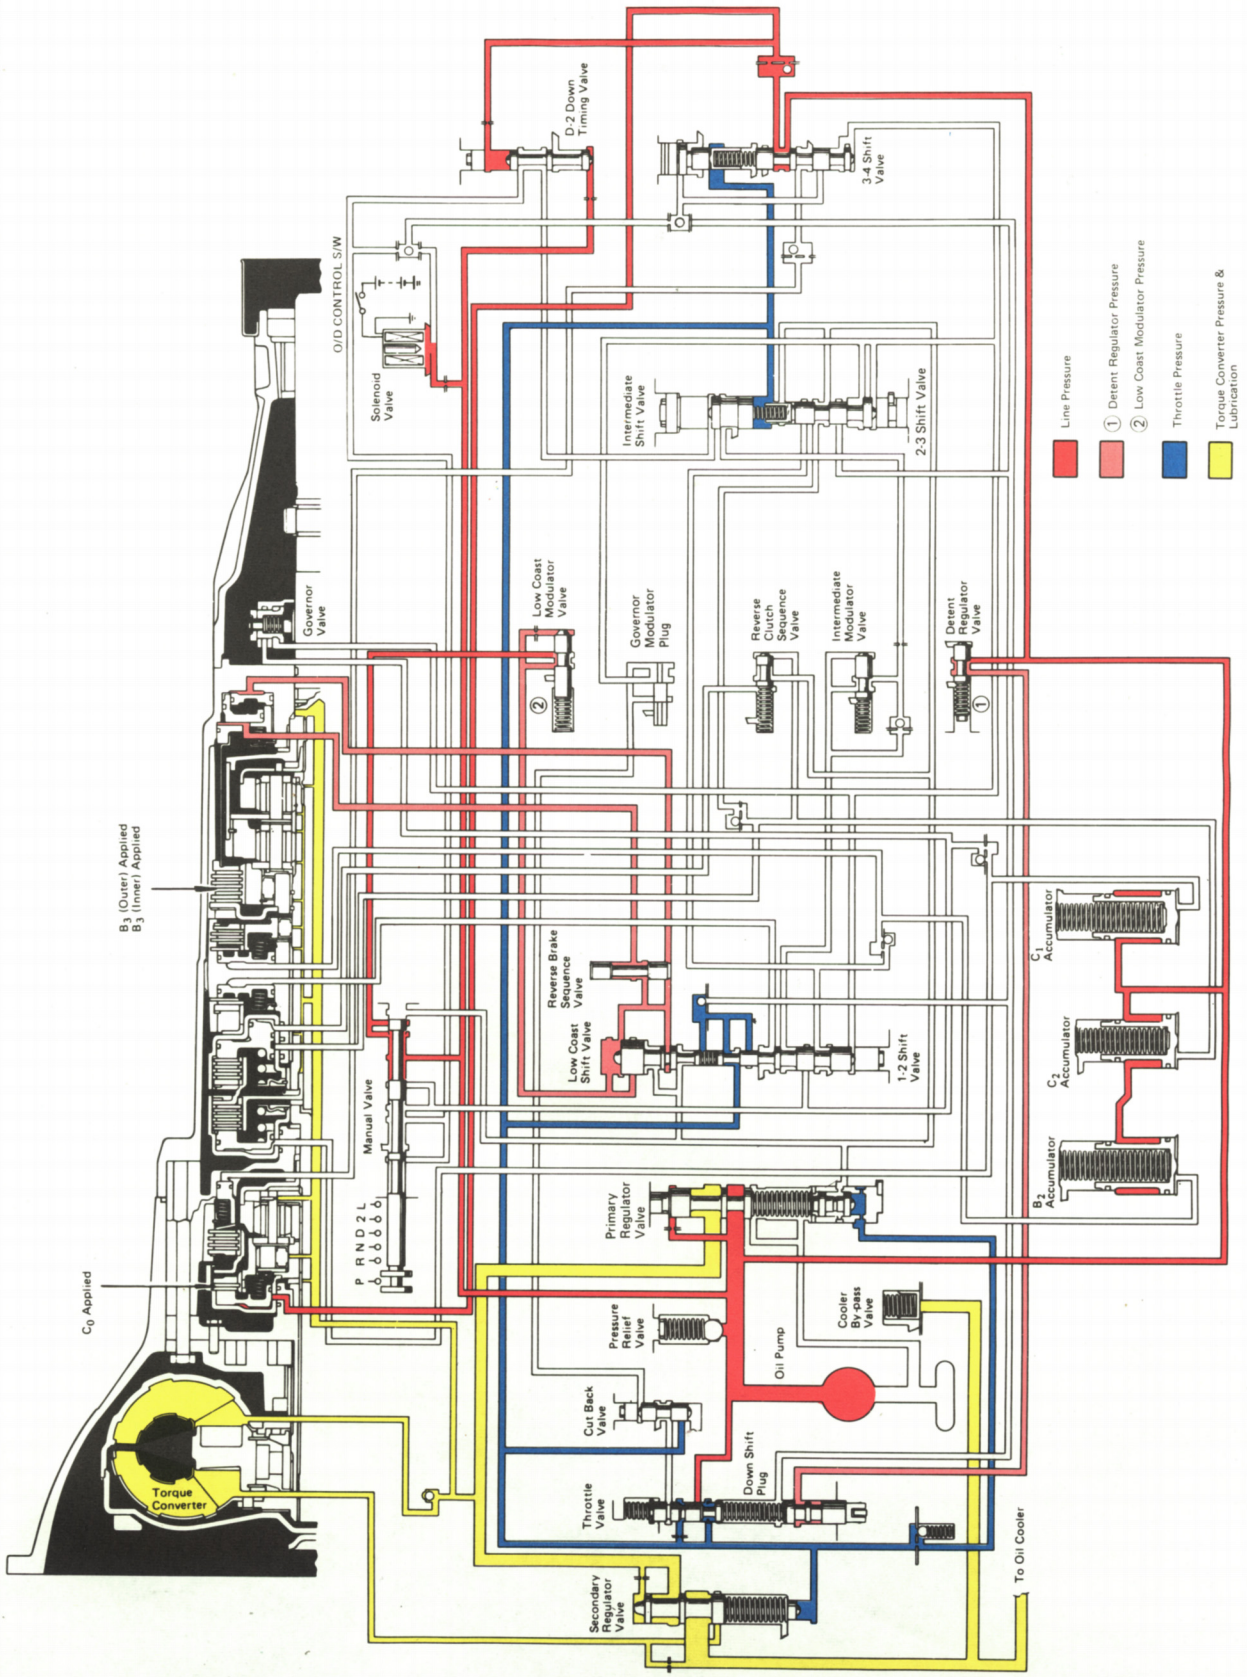 D-2 Down
Timing Valve
3-4 Shift
Valve
O/D CONTROL S/W
Solenoid
Valve
Intermediate
Shift Valve
2-3 Shift Valve
Line Pressure
① Detent Regulator Pressure
② Low Coast Modulator Pressure
Throttle Pressure
Torque Converter Pressure &
Lubrication
Governor
Valve
Low Coast
Modulator
Valve
②
Governor
Modulator
Plug
Reverse
Clutch
Sequence
Valve
Intermediate
Modulator
Valve
Detent
Regulator
Valve
①
B3 (Outer) Applied
B3 (Inner) Applied
Reverse Brake
Sequence
Valve
Low Coast
Shift Valve
1-2 Shift
Valve
C1
Accumulator
C2
Accumulator
B2
Accumulator
Manual Valve
P R N D 2 L
Primary
Regulator
Valve
C0 Applied
Pressure
Relief
Valve
Oil Pump
Cooler
By-pass
Valve
Cut Back
Valve
Down Shift
Plug
Throttle
Valve
Torque
Converter
Secondary
Regulator
Valve
To Oil Cooler